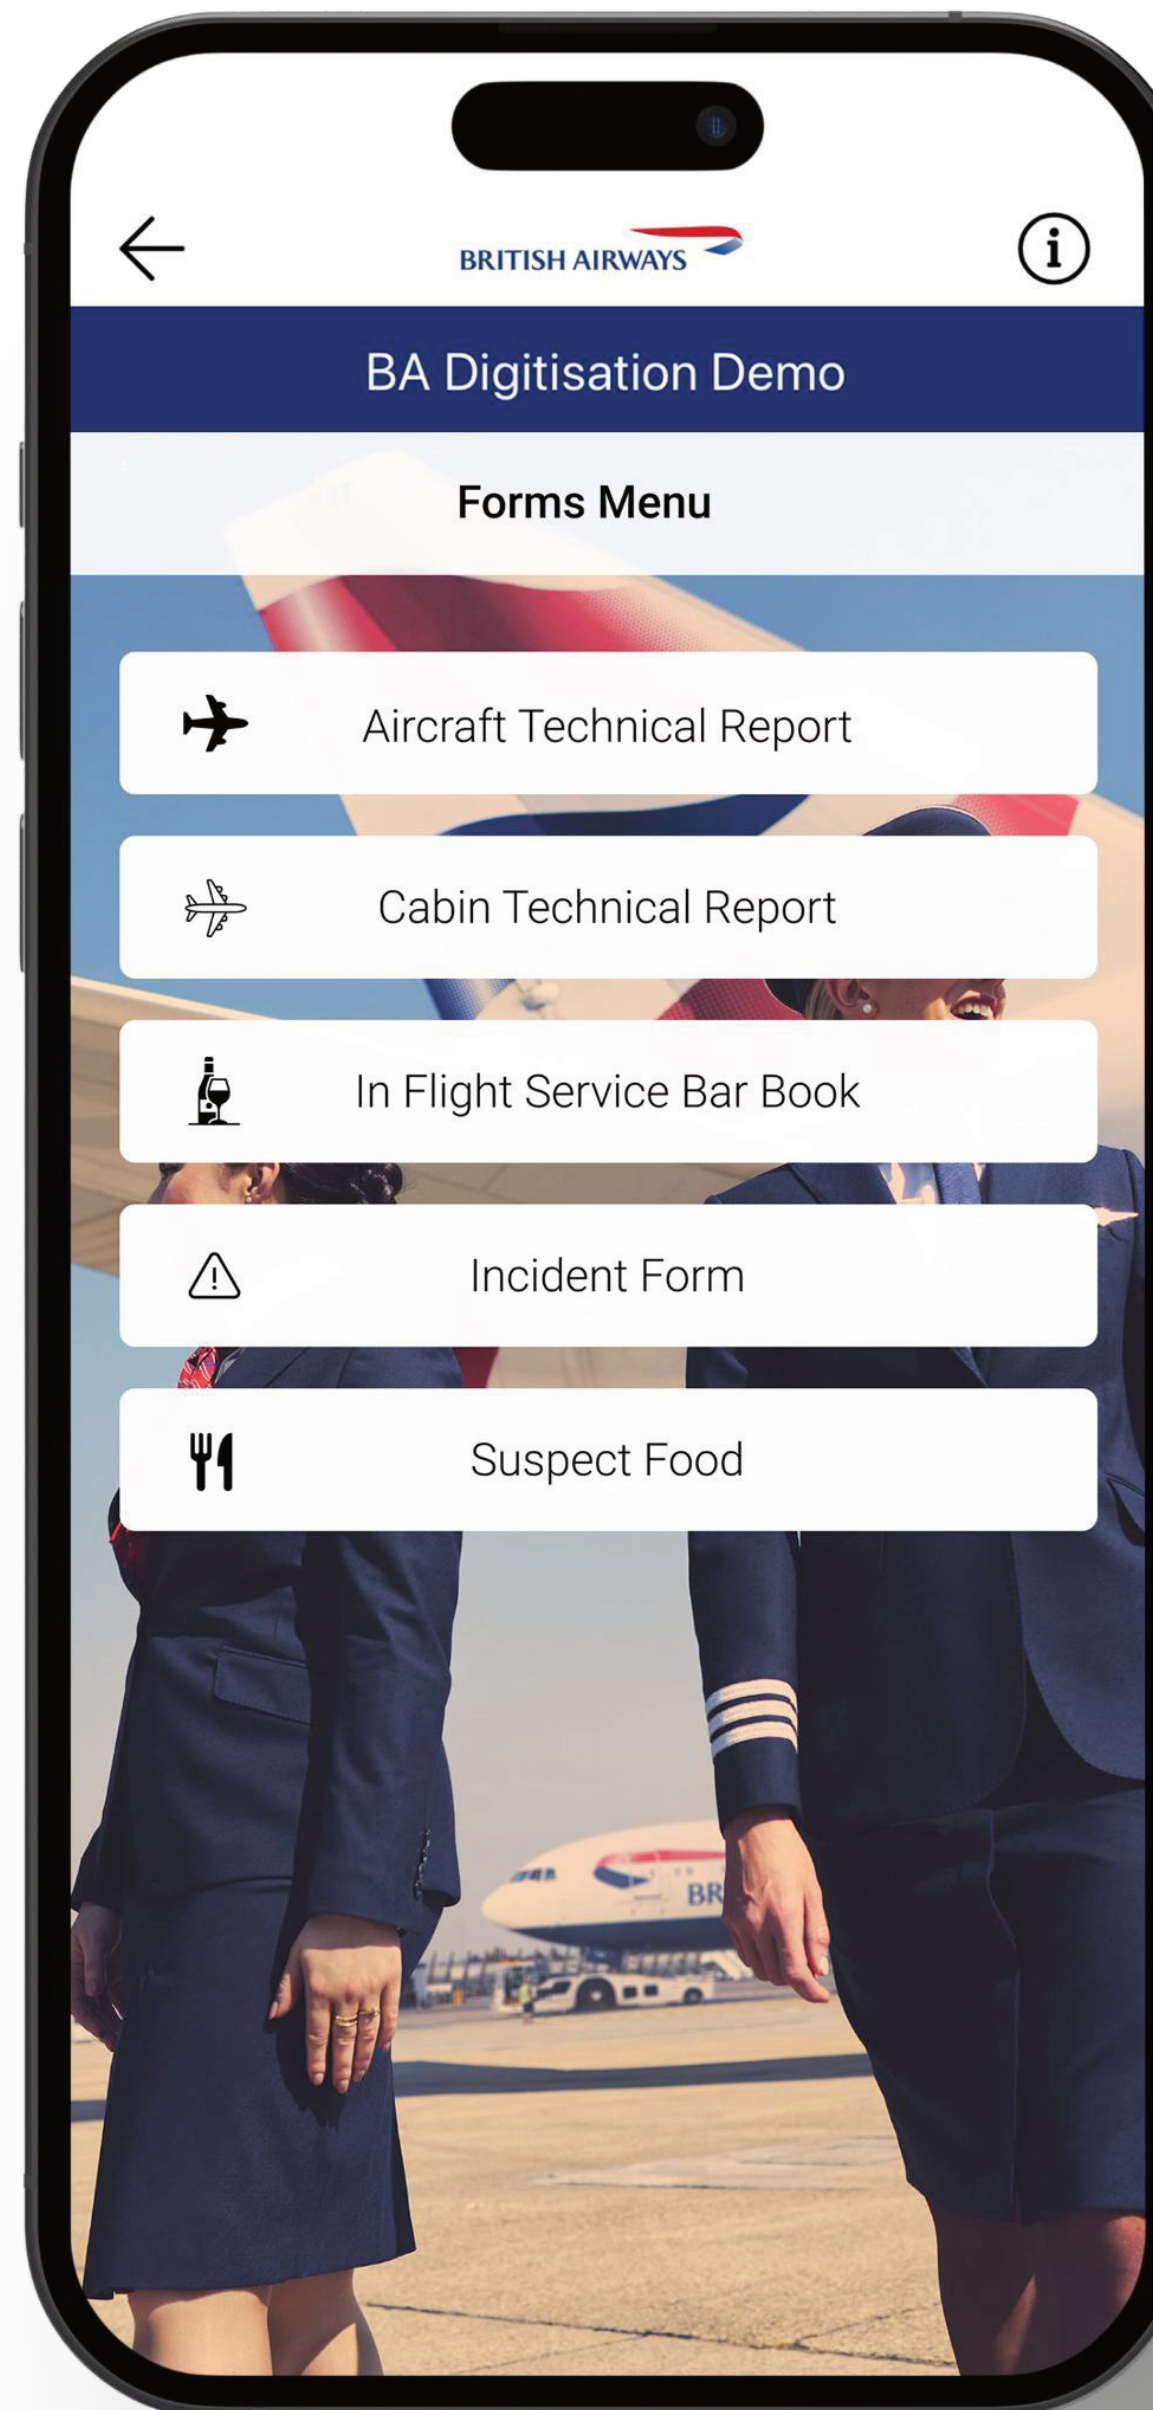 BRITISH AIRWAYS
BA Digitisation Demo
Forms Menu
Aircraft Technical Report
Cabin Technical Report
In Flight Service Bar Book
Incident Form
Suspect Food
BR